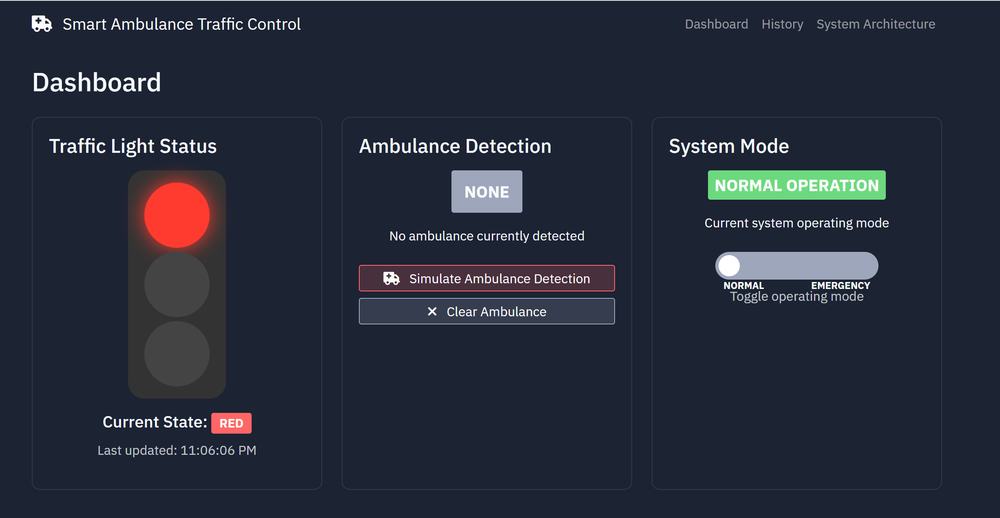 Smart Ambulance Traffic Control
Dashboard History System Architecture
Dashboard
Traffic Light Status
Current State: RED
Last updated: 11:06:06 PM
Ambulance Detection
NONE
No ambulance currently detected
Simulate Ambulance Detection
Clear Ambulance
System Mode
NORMAL OPERATION
Current system operating mode
NORMAL EMERGENCY
Toggle operating mode